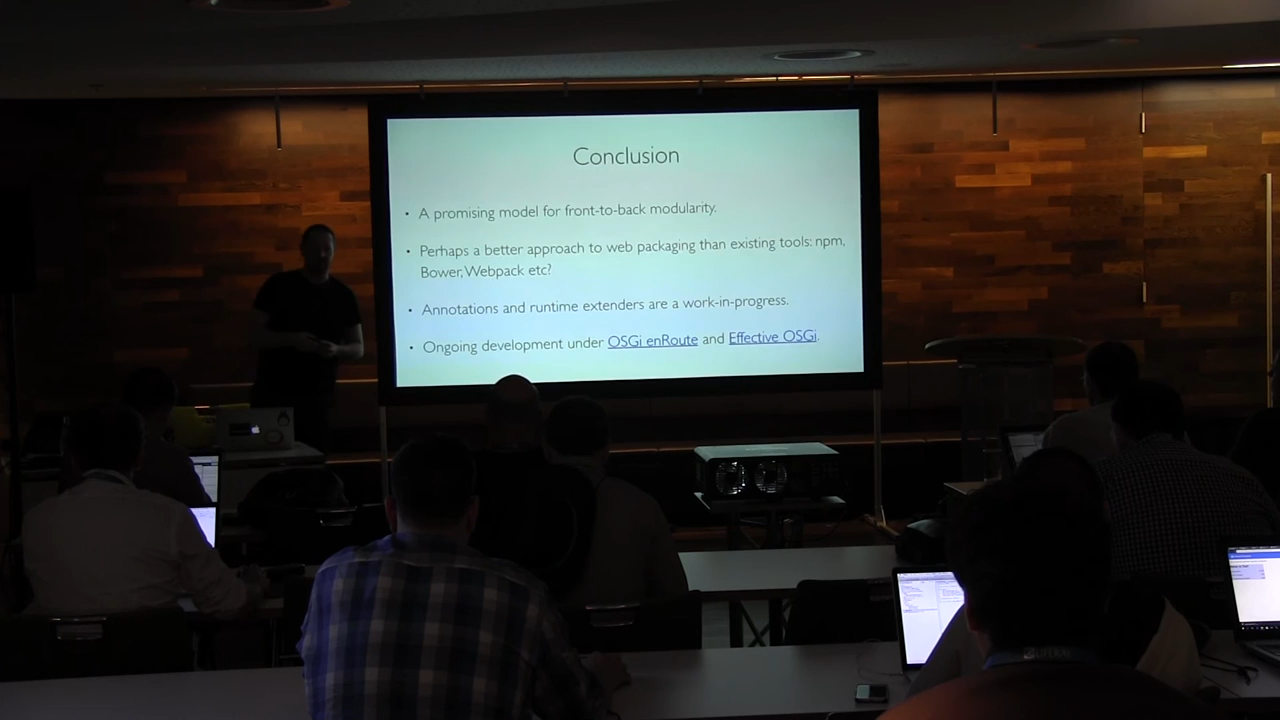 Conclusion
• A promising model for front-to-back modularity.
• Perhaps a better approach to web packaging than existing tools: npm,
Bower, Webpack etc?
• Annotations and runtime extenders are a work-in-progress.
• Ongoing development under OSGi enRoute and Effective OSGi.